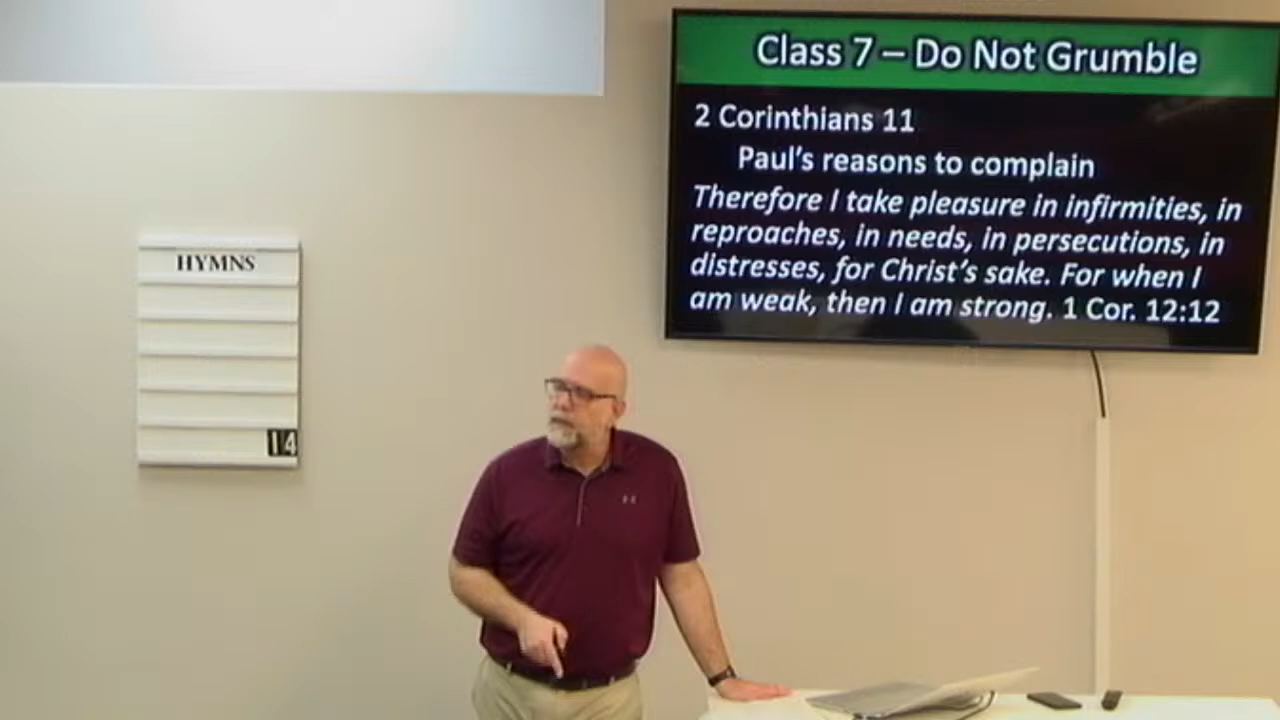 Class 7 – Do Not Grumble
2 Corinthians 11
Paul's reasons to complain
Therefore I take pleasure in infirmities, in
reproaches, in needs, in persecutions, in
distresses, for Christ's sake. For when I
am weak, then I am strong. 1 Cor. 12:12
HYMNS
14